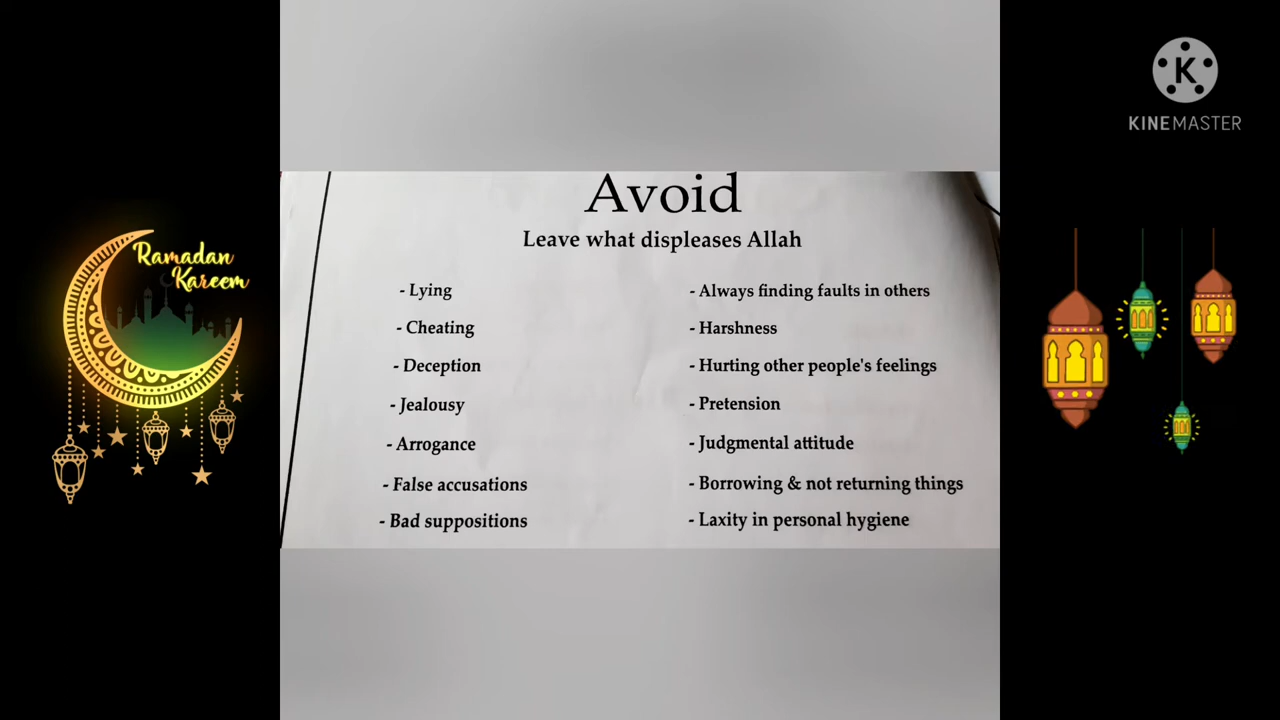 Avoid
Leave what displeases Allah
- Lying
- Cheating
- Deception
- Jealousy
- Arrogance
- False accusations
- Bad suppositions
- Always finding faults in others
- Harshness
- Hurting other people's feelings
- Pretension
- Judgmental attitude
- Borrowing & not returning things
- Laxity in personal hygiene
Ramadan
Kareem
K
KINEMASTER